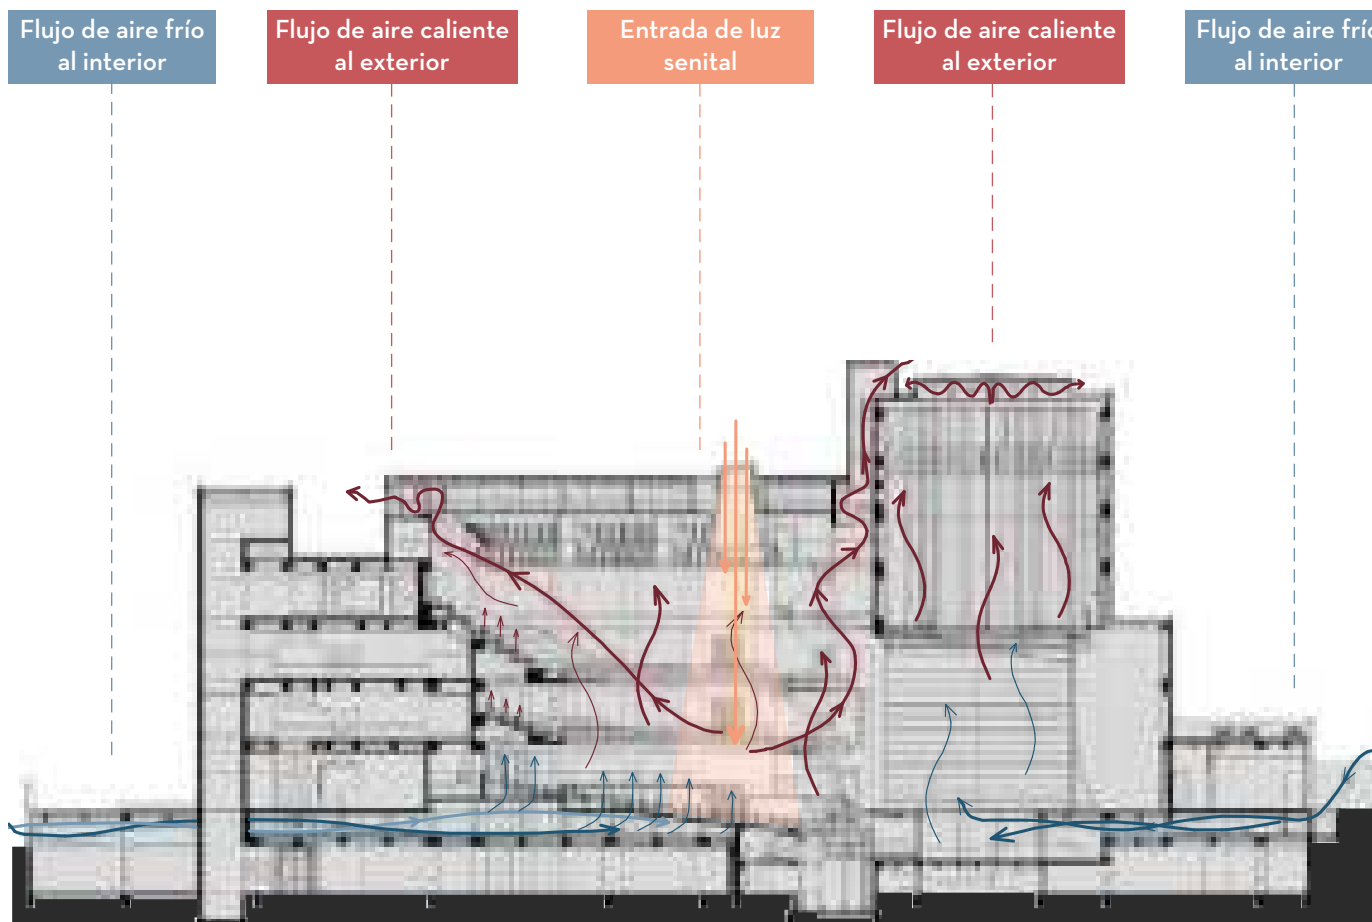 Flujo de aire frío
al interior
Flujo de aire caliente
al exterior
Entrada de luz
senital
Flujo de aire caliente
al exterior
Flujo de aire frío
al interior